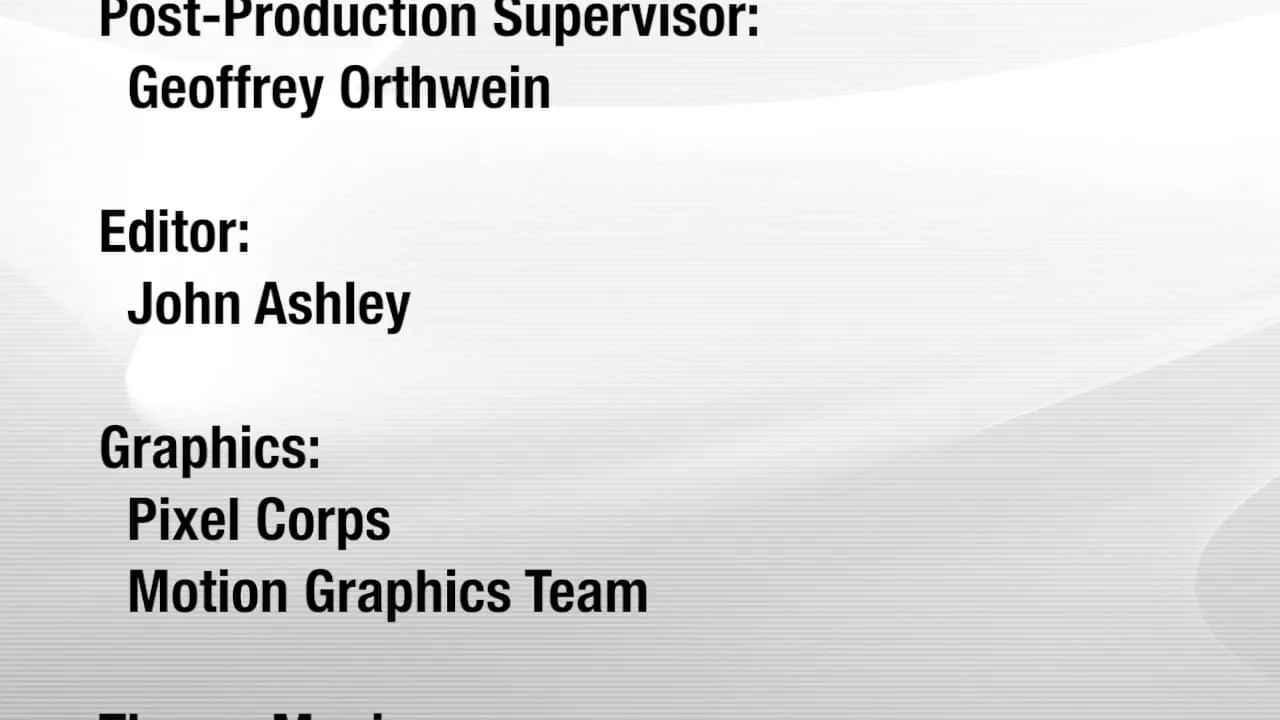 Post-Production Supervisor:
Geoffrey Orthwein
Editor:
John Ashley
Graphics:
Pixel Corps
Motion Graphics Team